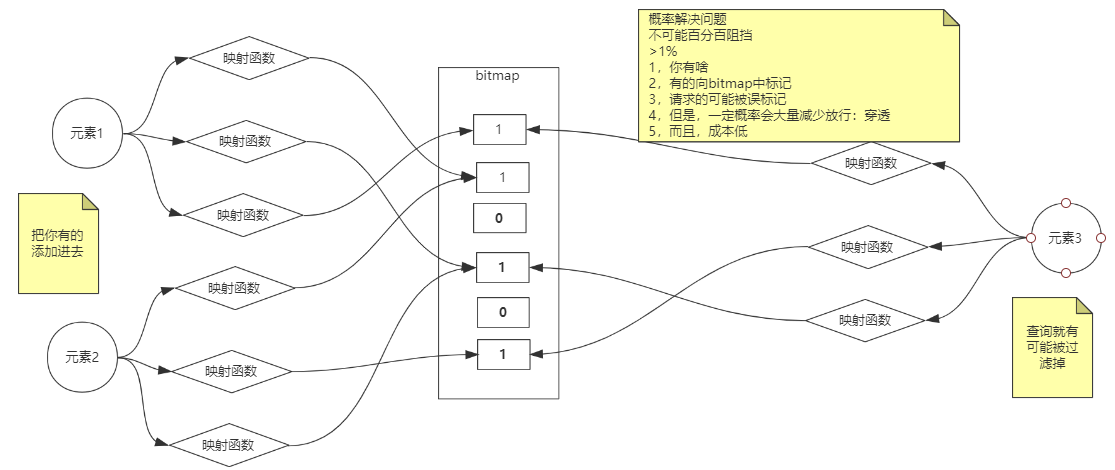 概率解决问题
不可能百分百阻挡
>1%
1，你有啥
2，有的向bitmap中标记
3，请求的可能被误标记
4，但是，一定概率会大量减少放行：穿透
5，而且，成本低
bitmap
映射函数
元素1
映射函数
映射函数
把你有的
添加进去
映射函数
元素2
映射函数
映射函数
1
1
0
1
0
1
映射函数
映射函数
映射函数
元素3
查询就有
可能被过
滤掉